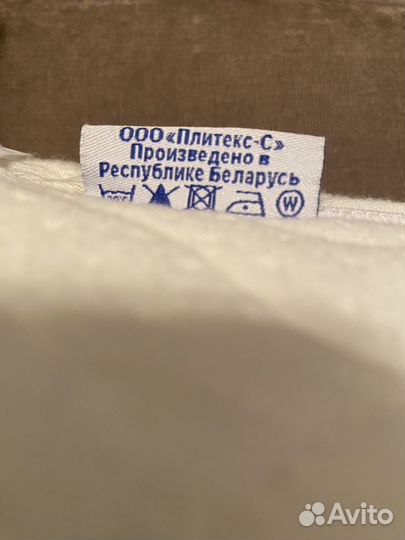 ООО «Плитекс-С»
Произведено в
Республике Беларусь
W
Avito